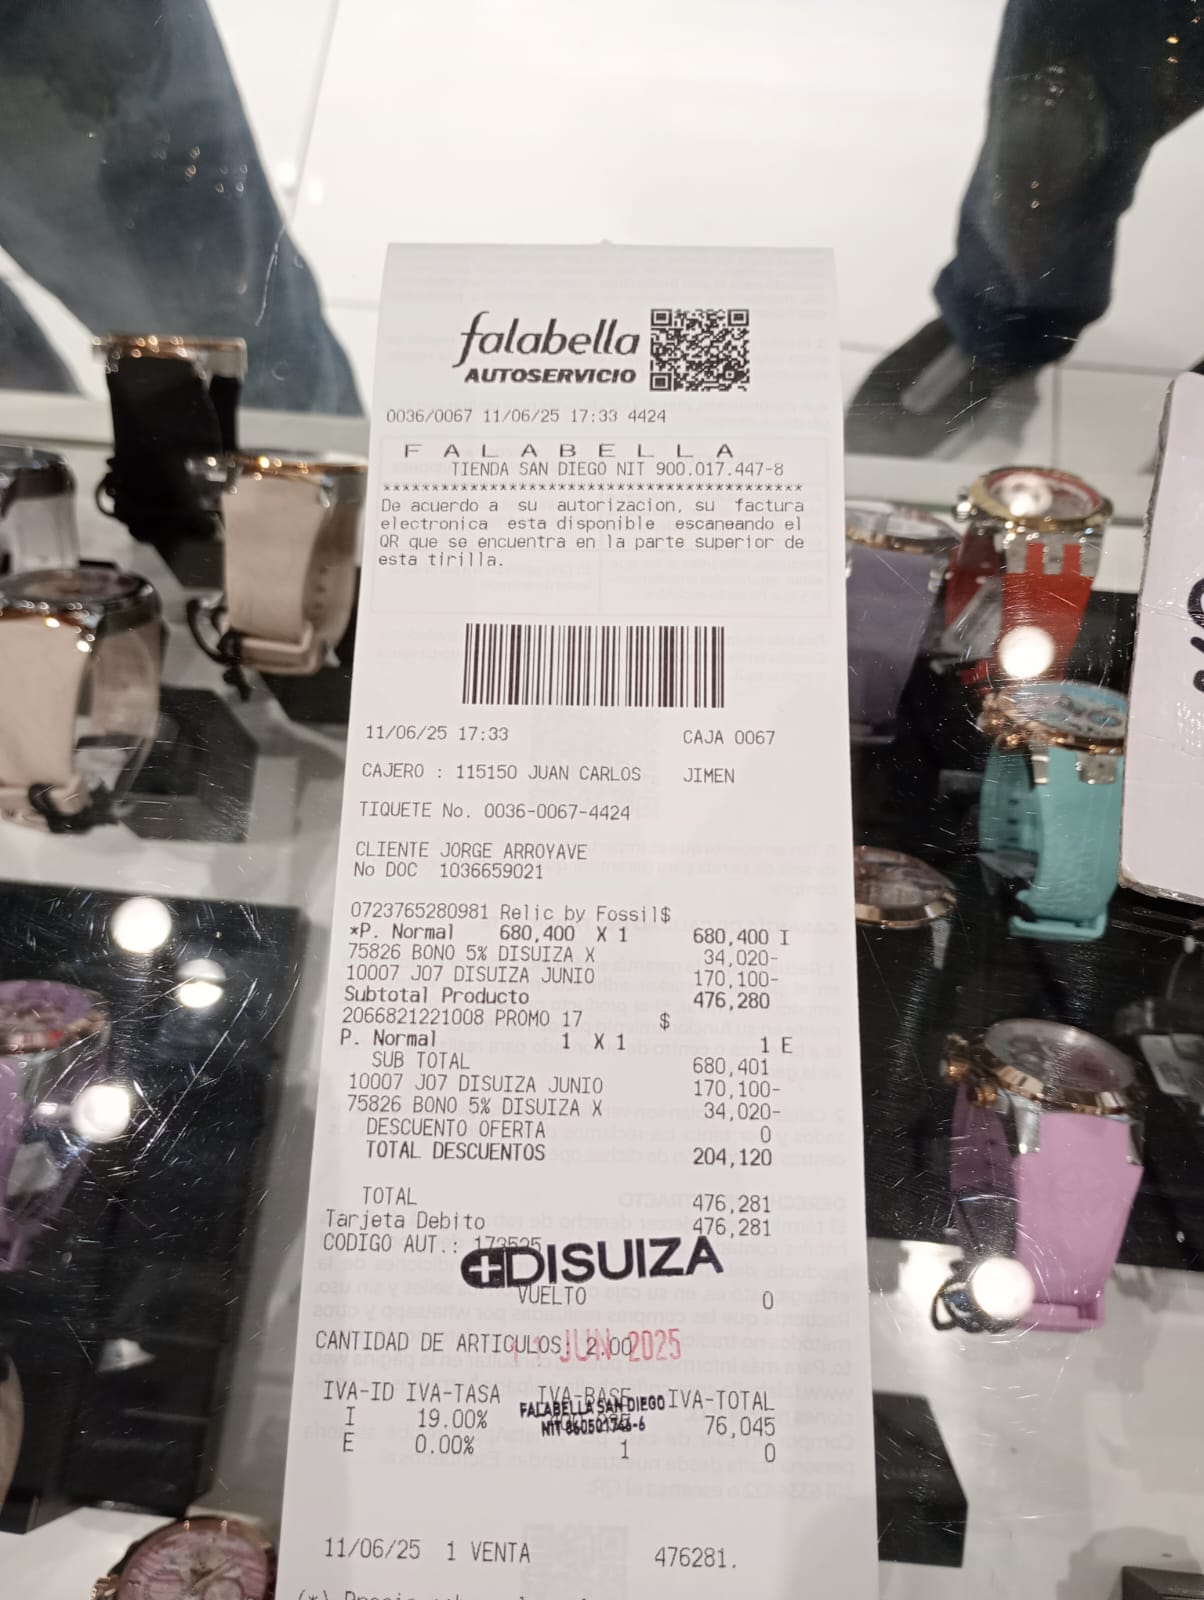 falabella
AUTOSERVICIO
0036/0067 11/06/25 17:33 4424
F A L A B E L L A
TIENDA SAN DIEGO NIT 900.017.447-8
******************************************
De acuerdo a su autorizacion, su factura
electronica esta disponible escaneando el
QR que se encuentra en la parte superior de
esta tirilla.
11/06/25 17:33 CAJA 0067
CAJERO : 115150 JUAN CARLOS JIMEN
TIQUETE No. 0036-0067-4424
CLIENTE JORGE ARROYAVE
No DOC 1036659021
0723765280981 Relic by Fossil$
*P. Normal 680,400 X 1 680,400 I
75826 BONO 5% DISUIZA X 34,020-
10007 J07 DISUIZA JUNIO 170,100-
Subtotal Producto 476,280
2066821221008 PROMO 17 $
P. Normal 1 X 1 1 E
SUB TOTAL 680,401
10007 J07 DISUIZA JUNIO 170,100-
75826 BONO 5% DISUIZA X 34,020-
DESCUENTO OFERTA 0
TOTAL DESCUENTOS 204,120
TOTAL 476,281
Tarjeta Debito 476,281
CODIGO AUT.: 173525
DISUIZA
VUELTO 0
CANTIDAD DE ARTICULOS: 2.00
11 JUN 2025
IVA-ID IVA-TASA IVA-BASE IVA-TOTAL
FALABELLA SAN DIEGO
NIT 860501746-6
I 19.00% 76,045
E 0.00% 1 0
11/06/25 1 VENTA 476281.